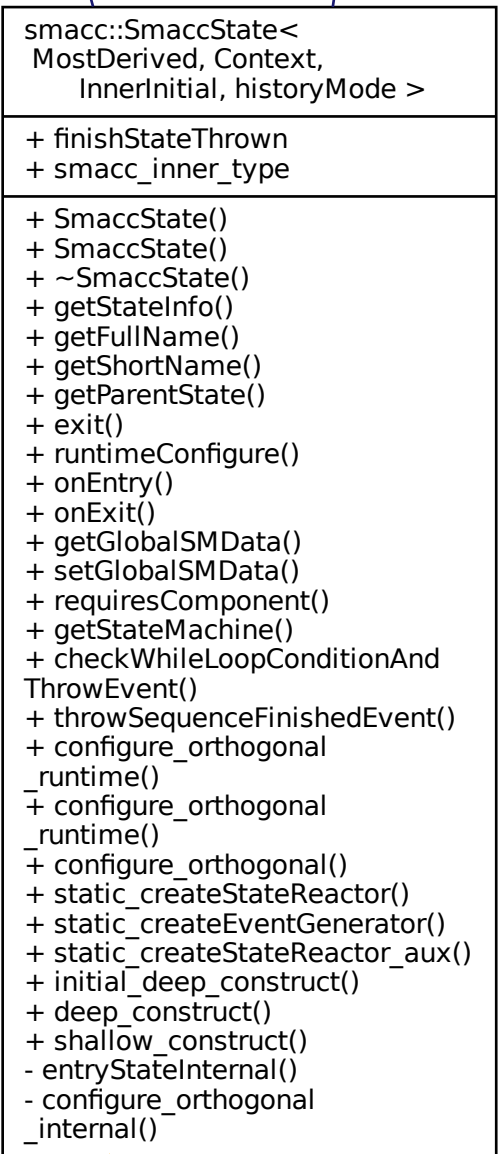 smacc::SmaccState<
MostDerived, Context,
InnerInitial, historyMode >
+ finishStateThrown
+ smacc_inner_type
+ SmaccState()
+ SmaccState()
+ ~SmaccState()
+ getStateInfo()
+ getFullName()
+ getShortName()
+ getParentState()
+ exit()
+ runtimeConfigure()
+ onEntry()
+ onExit()
+ getGlobalSMData()
+ setGlobalSMData()
+ requiresComponent()
+ getStateMachine()
+ checkWhileLoopConditionAnd
ThrowEvent()
+ throwSequenceFinishedEvent()
+ configure_orthogonal
_runtime()
+ configure_orthogonal
_runtime()
+ configure_orthogonal()
+ static_createStateReactor()
+ static_createEventGenerator()
+ static_createStateReactor_aux()
+ initial_deep_construct()
+ deep_construct()
+ shallow_construct()
- entryStateInternal()
- configure_orthogonal
_internal()